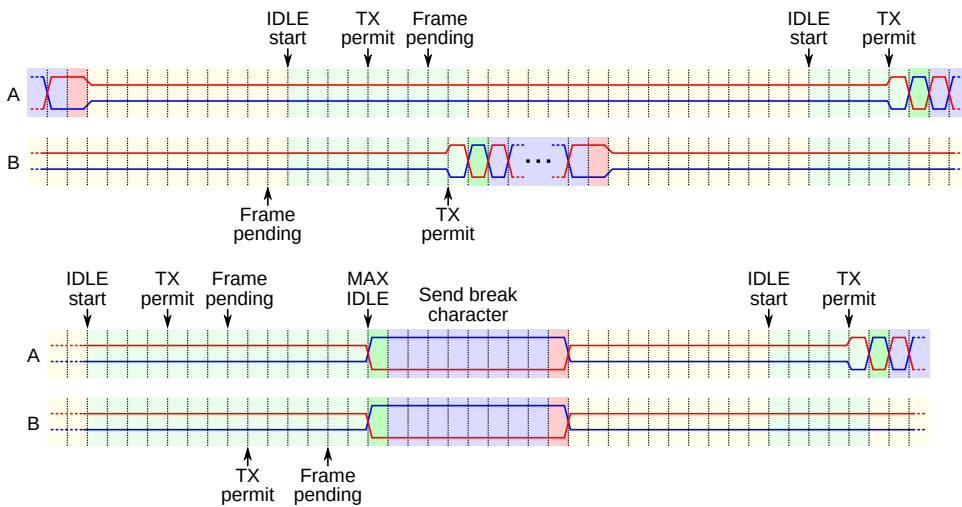 IDLE start
TX permit
Frame pending
IDLE start
TX permit
A
B
...
Frame pending
TX permit
IDLE start
TX permit
Frame pending
MAX IDLE
Send break character
IDLE start
TX permit
A
B
TX permit
Frame pending